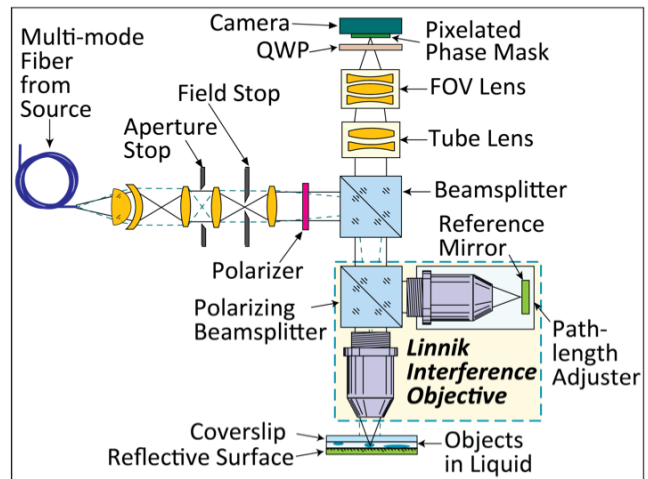 Camera
Pixelated
Phase Mask
QWP
Multi-mode
Fiber
from
Source
Field Stop
FOV Lens
Aperture
Stop
Tube Lens
Beamsplitter
Reference
Mirror
Polarizer
Polarizing
Beamsplitter
Path-
length
Adjuster
Linnik
Interference
Objective
Coverslip
Reflective Surface
Objects
in Liquid